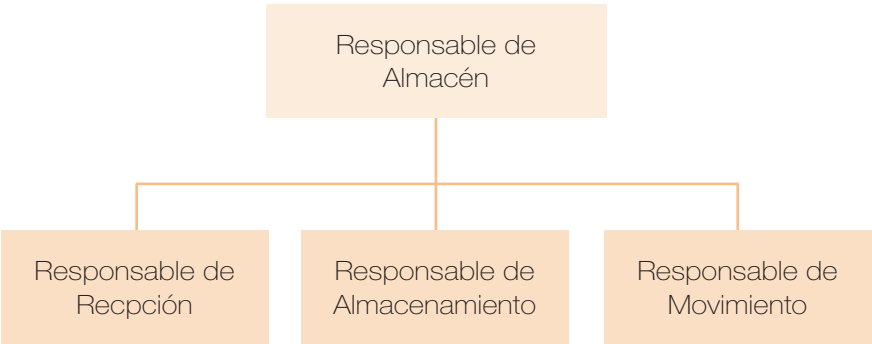 Responsable de
Almacén
Responsable de
Recpción
Responsable de
Almacenamiento
Responsable de
Movimiento